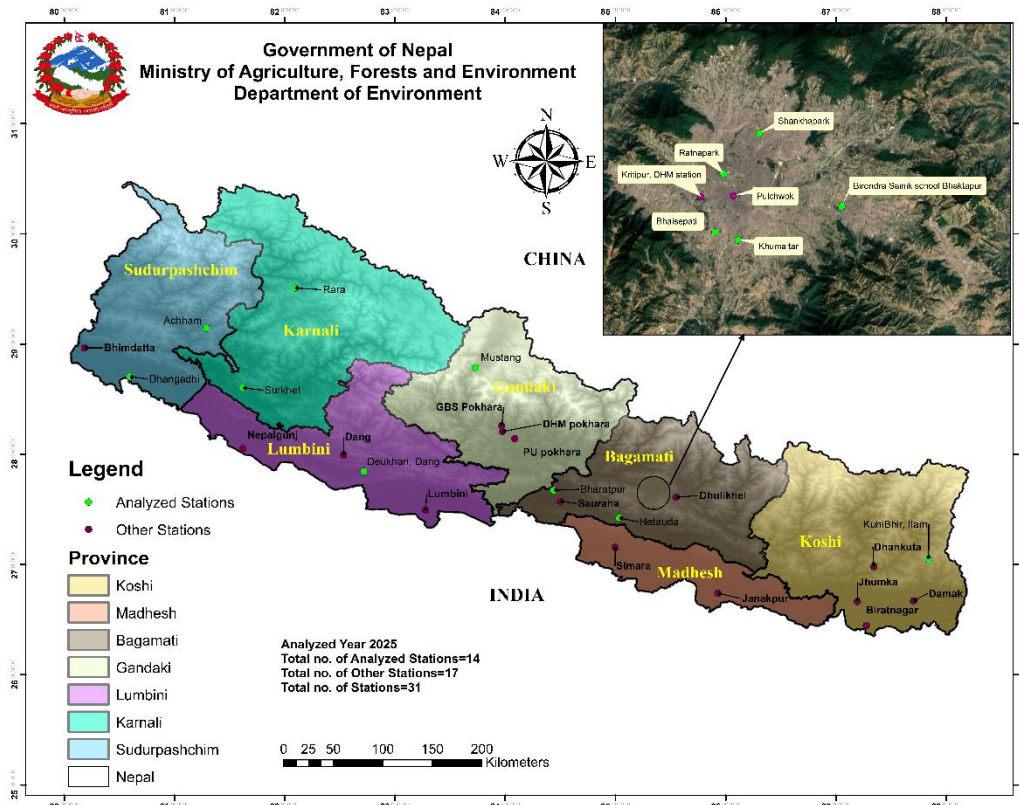 80
81
82
83
84
85
86
87
88
Government of Nepal
Ministry of Agriculture, Forests and Environment
Department of Environment
N
W
E
S
Shankhapark
Ratnapark
Kritipur, DHM station
Pulchwok
Birendra Sainik school Bhaktapur
Bhaisepati
Khumaltar
31
30
29
28
27
26
25
CHINA
INDIA
Sudurpashchim
Achham
Bhimdatta
Dhangadhi
Rara
Karnali
Surkhet
Nepalgunj
Dang
Lumbini
Deukhari, Dang
Lumbini
Mustang
Gandaki
GBS Pokhara
DHM pokhara
PU pokhara
Bagamati
Bharatpur
Sauraha
Dhulikhel
Hetauda
Simara
Madhesh
Janakpur
KuhiBhir, Ilam
Koshi
Dhankuta
Jhumka
Damak
Biratnagar
Legend
Analyzed Stations
Other Stations
Province
Koshi
Madhesh
Bagamati
Gandaki
Lumbini
Karnali
Sudurpashchim
Nepal
Analyzed Year 2025
Total no. of Analyzed Stations=14
Total no. of Other Stations=17
Total no. of Stations=31
0 25 50 100 150 200
Kilometers